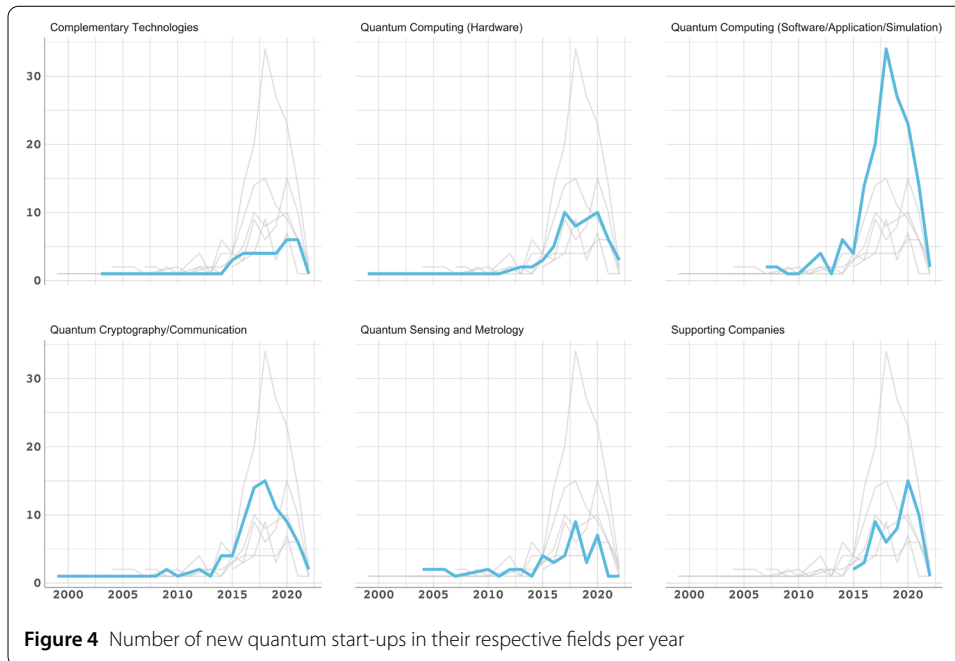 Complementary Technologies
Quantum Computing (Hardware)
Quantum Computing (Software/Application/Simulation)
30
20
10
0
Quantum Cryptography/Communication
Quantum Sensing and Metrology
Supporting Companies
30
20
10
0
2000 2005 2010 2015 2020
2000 2005 2010 2015 2020
2000 2005 2010 2015 2020
Figure 4 Number of new quantum start-ups in their respective fields per year